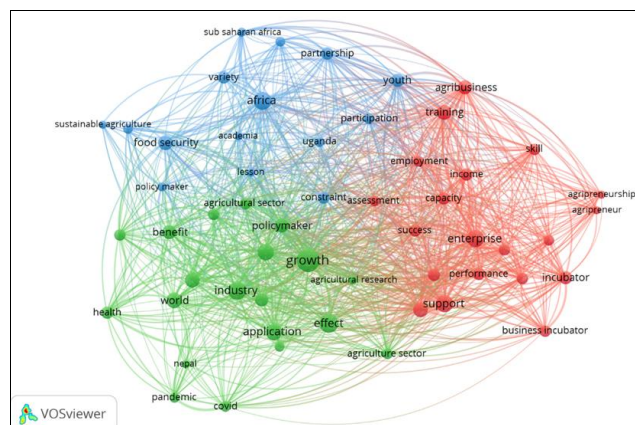 sub saharan africa
partnership
variety
youth
agribusiness
africa
training
participation
sustainable agriculture
academia
uganda
food security
skill
employment
lesson
income
policy maker
agripreneurship
constraint
capacity
agricultural sector
assessment
agripreneur
policymaker
success
benefit
enterprise
growth
performance
agricultural research
incubator
industry
world
support
health
effect
application
business incubator
agriculture sector
nepal
pandemic
covid
VOSviewer